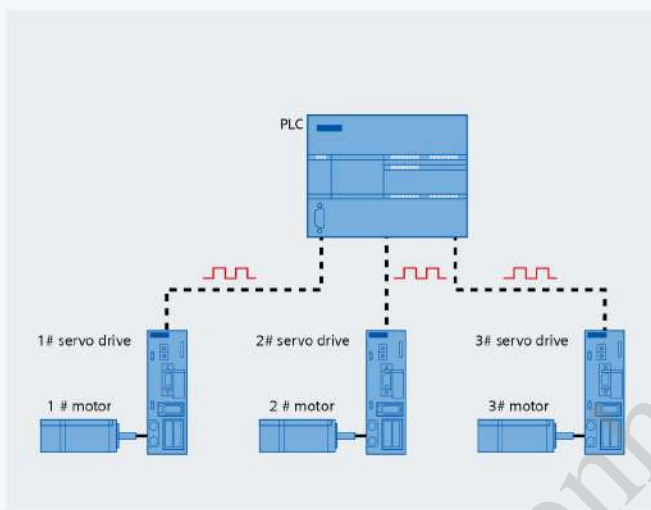 PLC
1# servo drive
2# servo drive
3# servo drive
1 # motor
2 # motor
3# motor